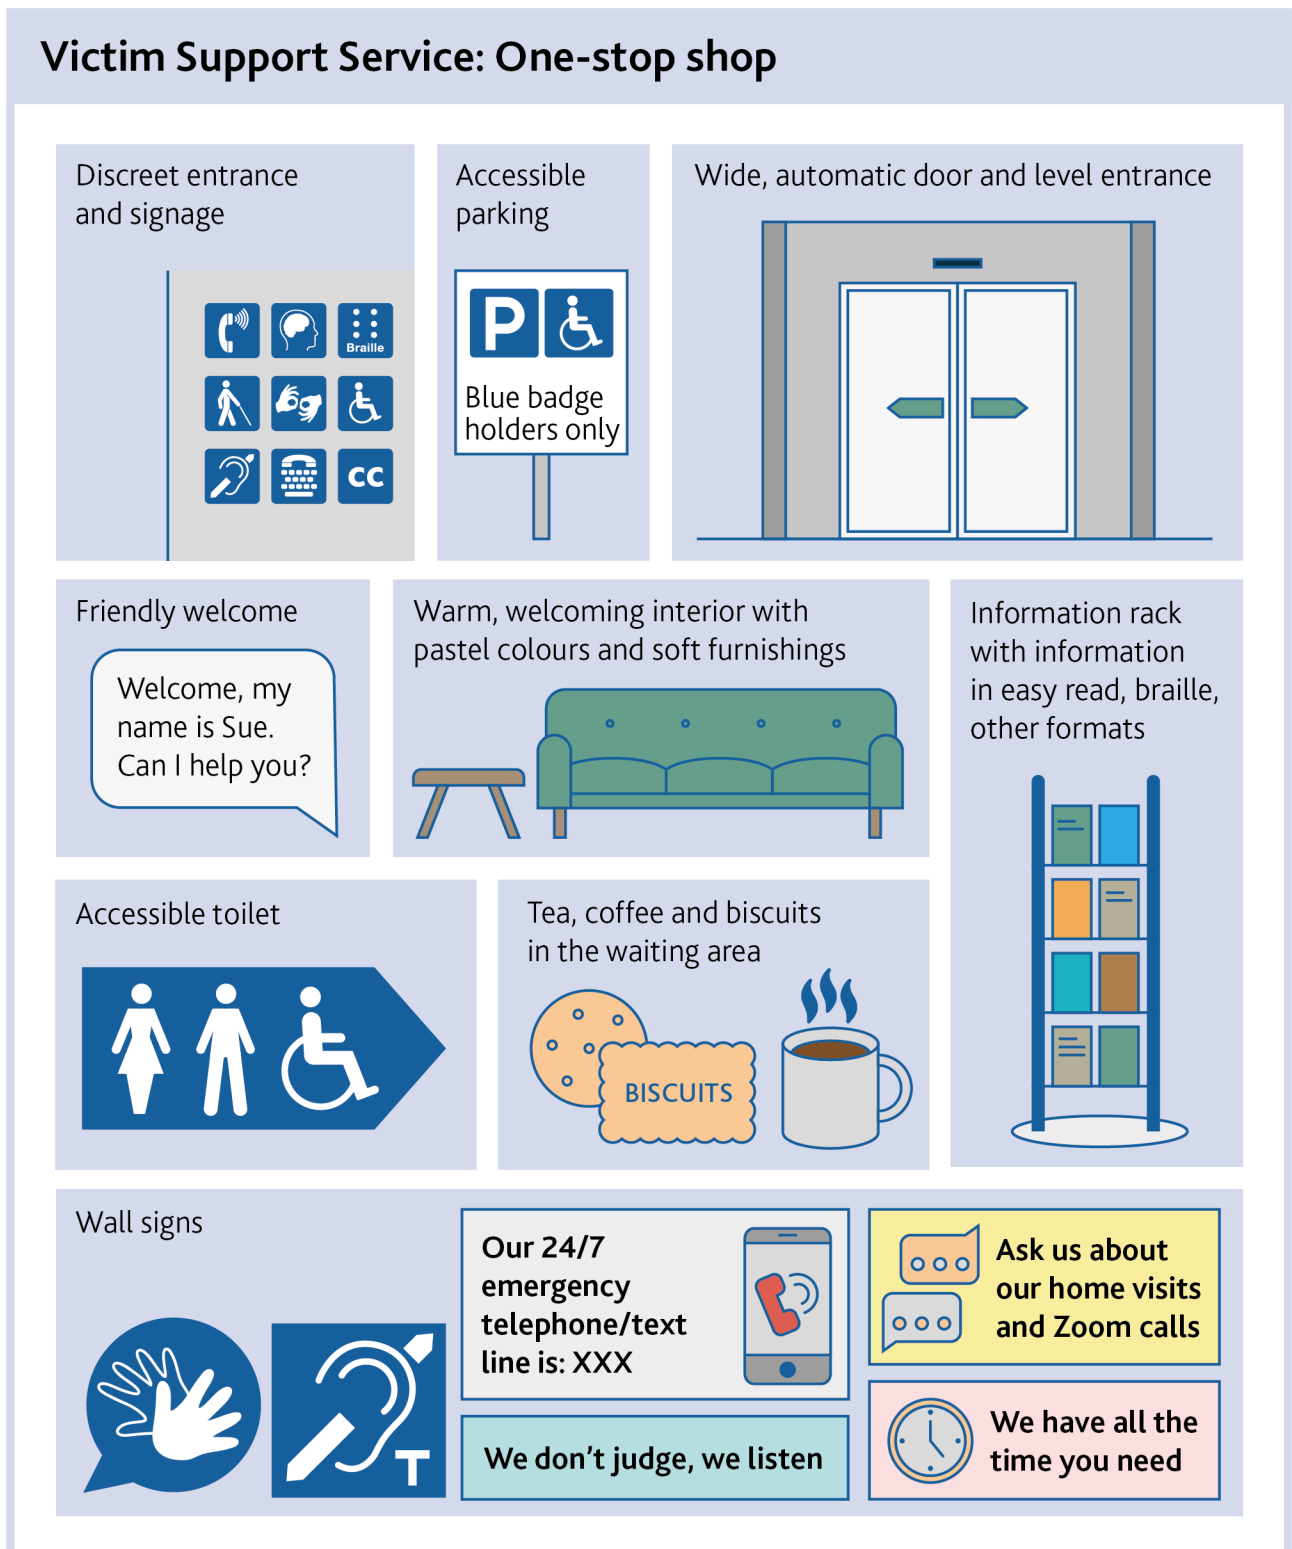 Victim Support Service: One-stop shop
Discreet entrance
and signage
Braille
CC
Accessible
parking
P
Blue badge
holders only
Wide, automatic door and level entrance
Friendly welcome
Welcome, my
name is Sue.
Can I help you?
Warm, welcoming interior with
pastel colours and soft furnishings
Information rack
with information
in easy read, braille,
other formats
Accessible toilet
Tea, coffee and biscuits
in the waiting area
BISCUITS
Wall signs
T
Our 24/7
emergency
telephone/text
line is: XXX
We don’t judge, we listen
Ask us about
our home visits
and Zoom calls
We have all the
time you need